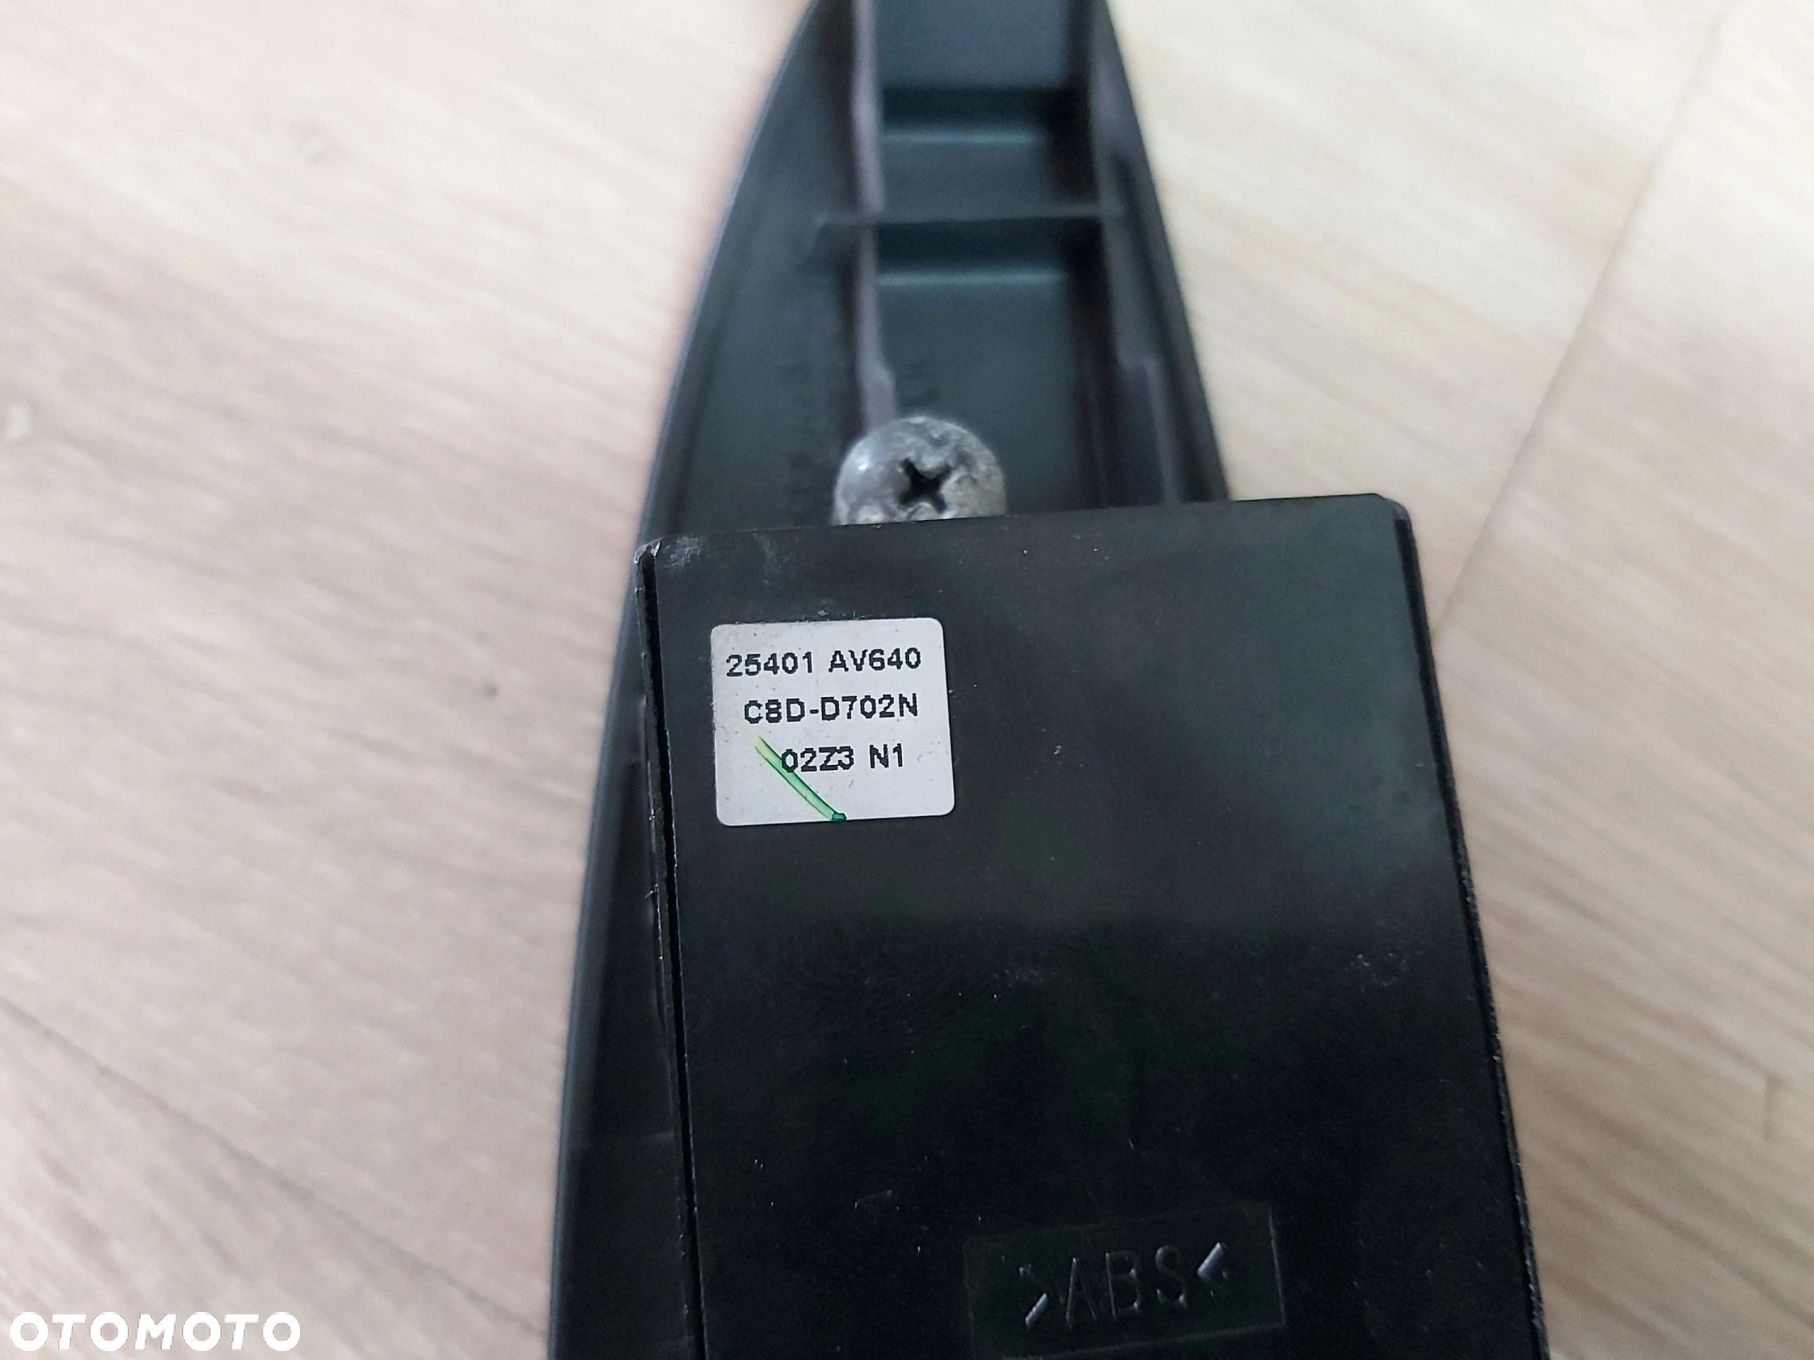 25401 AV640
C8D-D702N
02Z3 N1
>ABS<
OTOMOTO